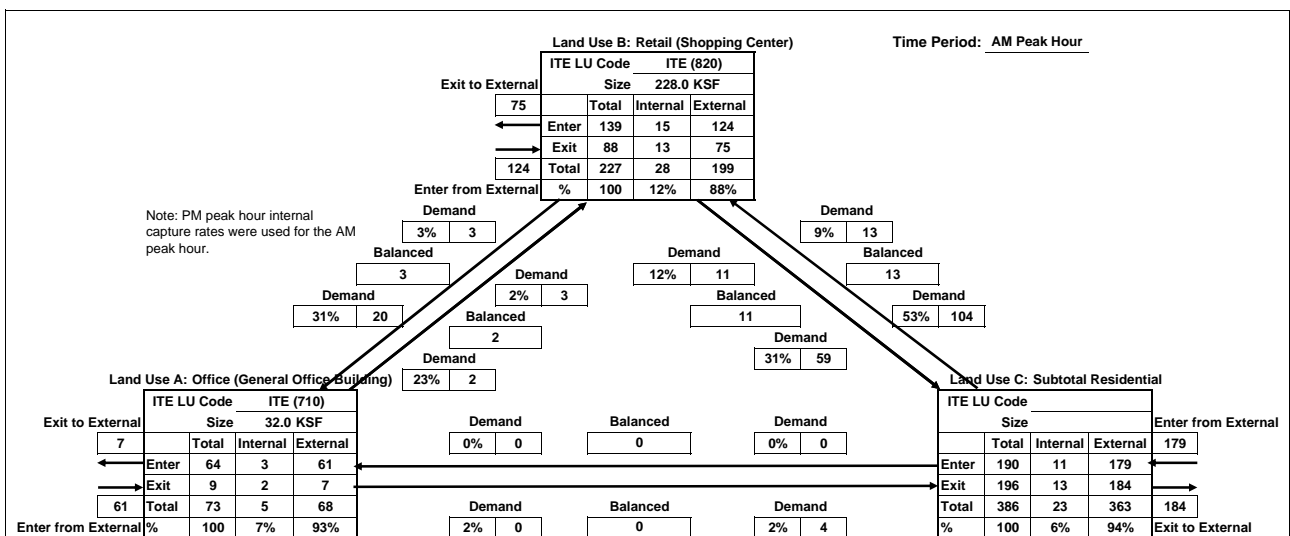 Land Use B: Retail (Shopping Center) Time Period: AM Peak Hour
ITE LU Code ITE (820)
Exit to External Size 228.0 KSF
75 Total Internal External
Enter 139 15 124
Exit 88 13 75
124 Total 227 28 199
Enter from External % 100 12% 88%
Note: PM peak hour internal
capture rates were used for the AM
peak hour.
Demand Demand
3% 3 9% 13
Balanced Demand Balanced
3 12% 11 13
Demand Demand Balanced Demand
31% 20 2% 3 11 53% 104
Balanced
2
Demand Demand
23% 2 31% 59
Land Use A: Office (General Office Building) Land Use C: Subtotal Residential
ITE LU Code ITE (710) ITE LU Code
Exit to External Size 32.0 KSF Demand Balanced Demand Size Enter from External
7 Total Internal External 0% 0 0 0% 0 Total Internal External 179
Enter 64 3 61 Enter 190 11 179
Exit 9 2 7 Exit 196 13 184
61 Total 73 5 68 Demand Balanced Demand Total 386 23 363 184
Enter from External % 100 7% 93% 2% 0 0 2% 4 % 100 6% 94% Exit to External